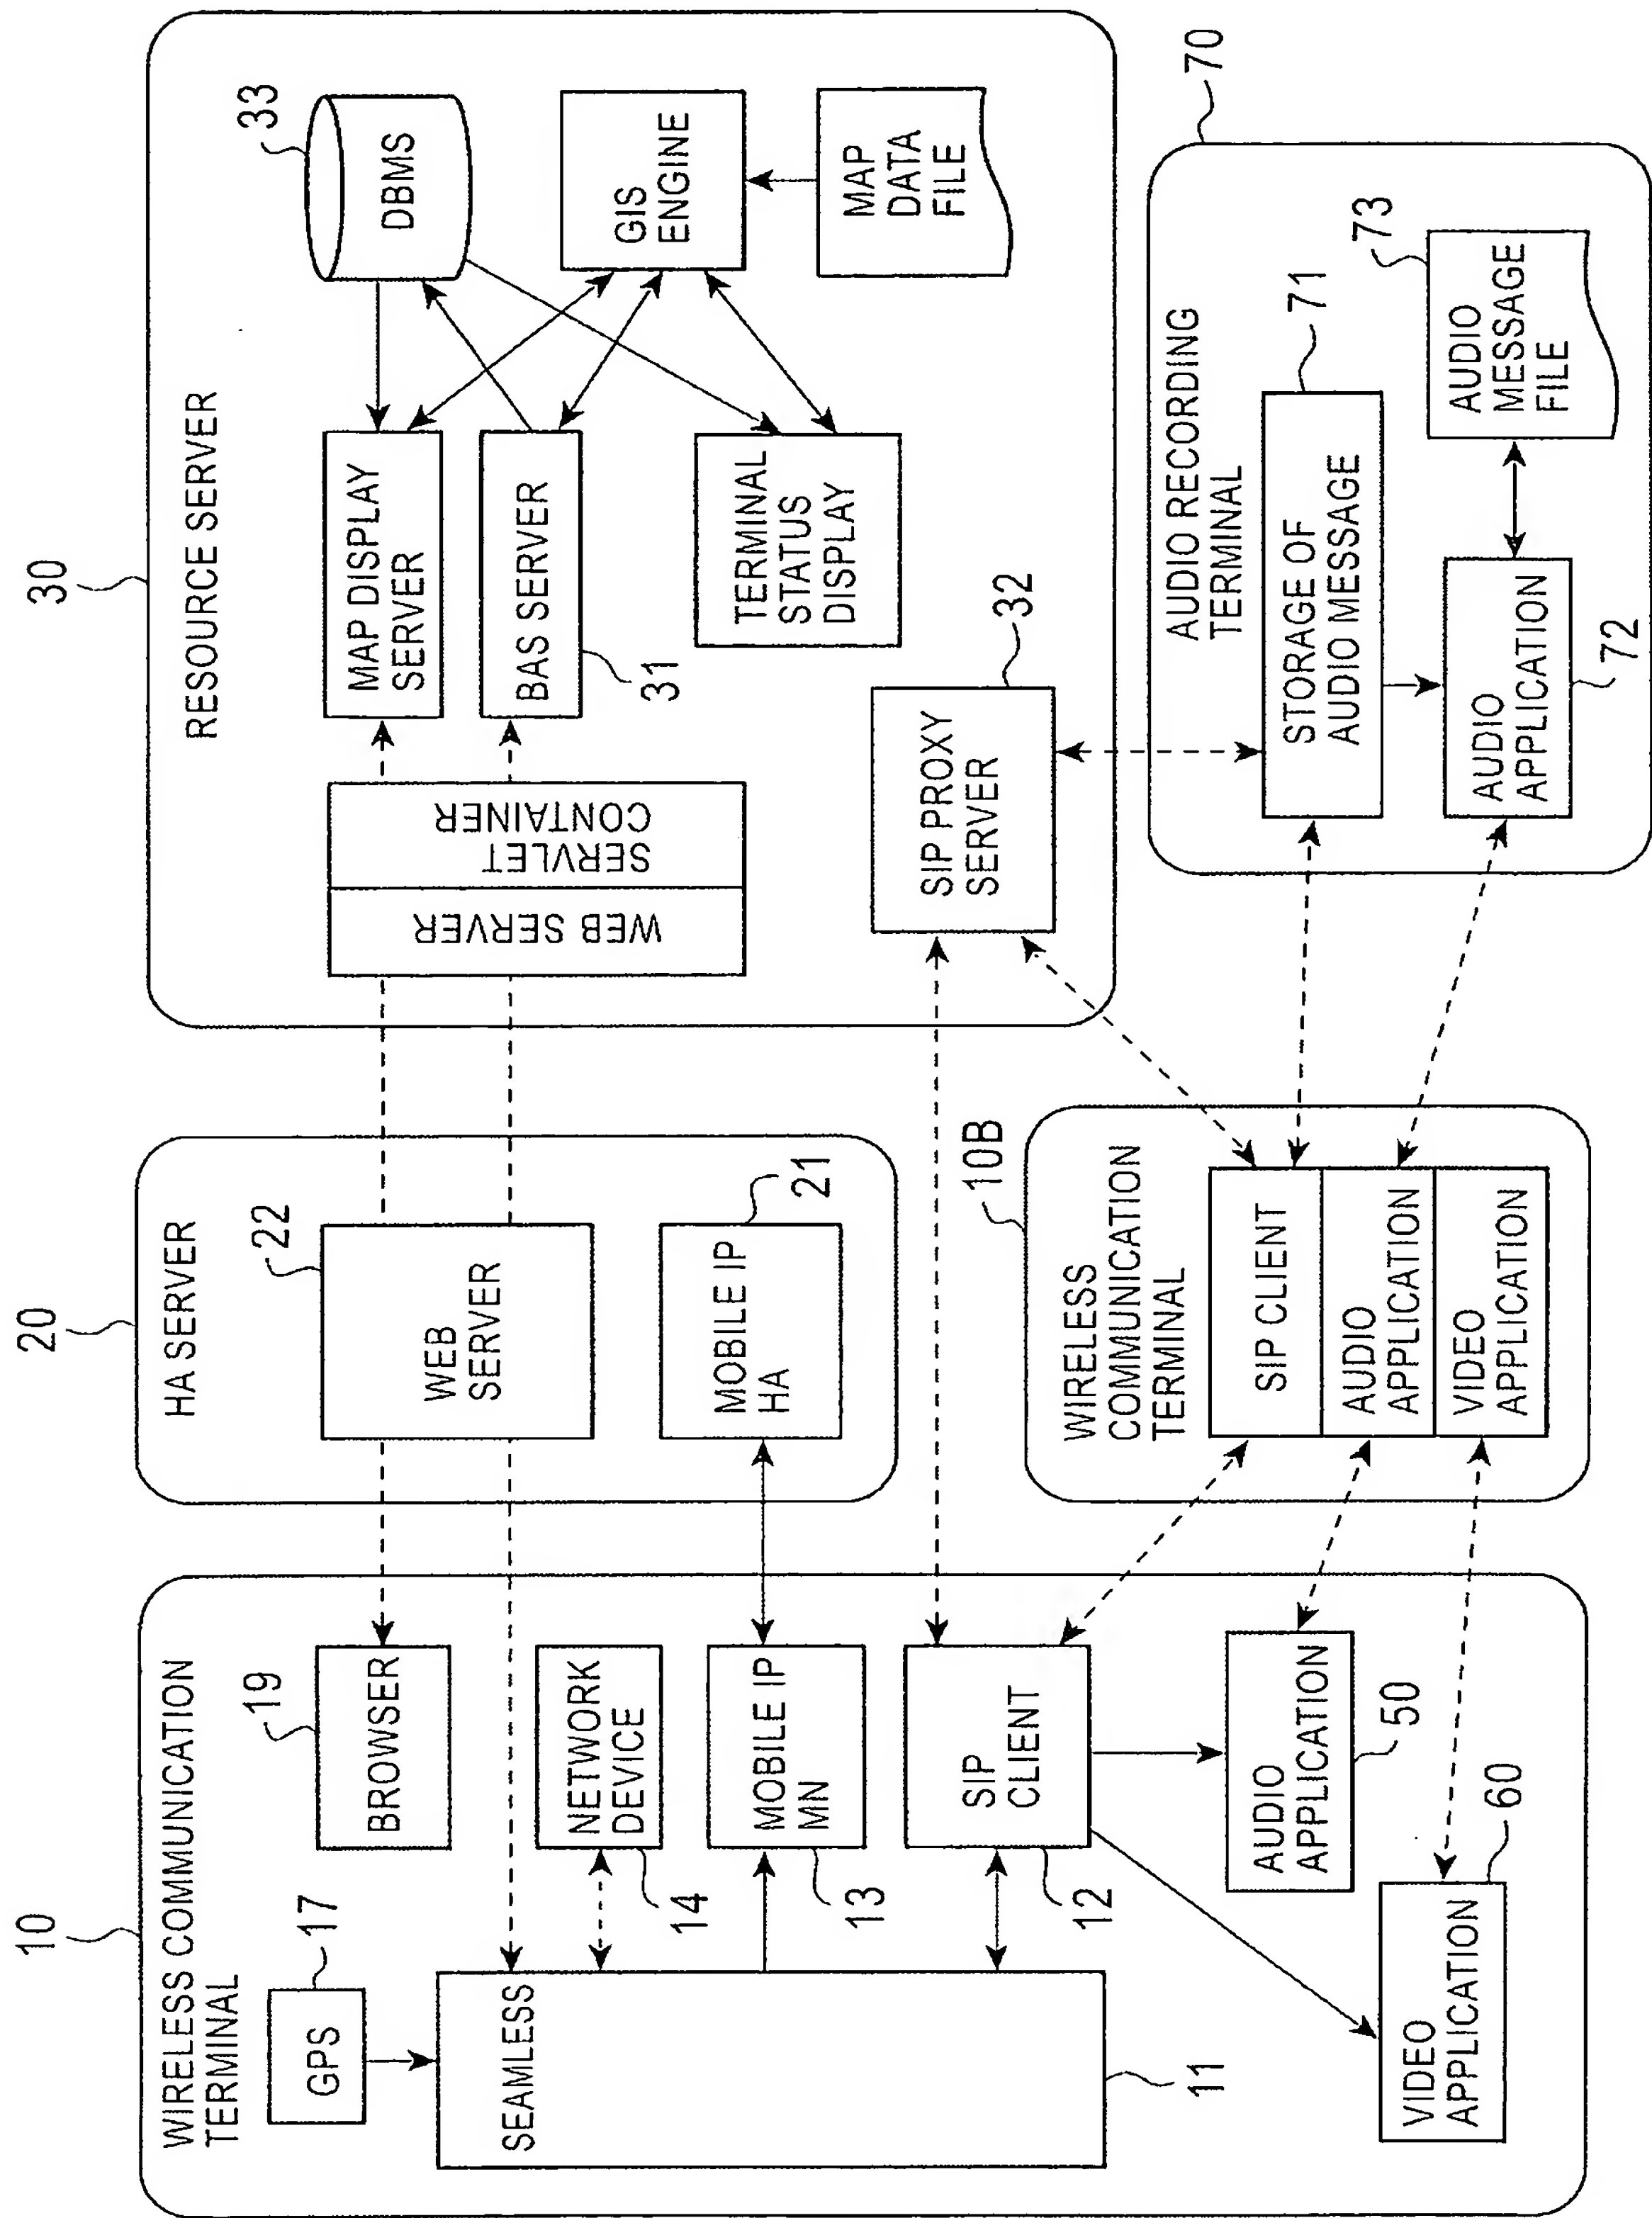 10
WIRELESS COMMUNICATION
TERMINAL
GPS
17
SEAMLESS
11
BROWSER
19
NETWORK
DEVICE
14
MOBILE IP
MN
13
SIP
CLIENT
12
AUDIO
APPLICATION
50
VIDEO
APPLICATION
60
20
HA SERVER
WEB
SERVER
22
MOBILE IP
HA
21
10B
WIRELESS
COMMUNICATION
TERMINAL
SIP CLIENT
AUDIO
APPLICATION
VIDEO
APPLICATION
30
RESOURCE SERVER
WEB SERVER
SERVLET
CONTAINER
MAP DISPLAY
SERVER
BAS SERVER
31
TERMINAL
STATUS
DISPLAY
DBMS
33
GIS
ENGINE
MAP
DATA
FILE
SIP PROXY
SERVER
32
70
AUDIO RECORDING
TERMINAL
STORAGE OF
AUDIO MESSAGE
71
AUDIO
APPLICATION
72
AUDIO
MESSAGE
FILE
73